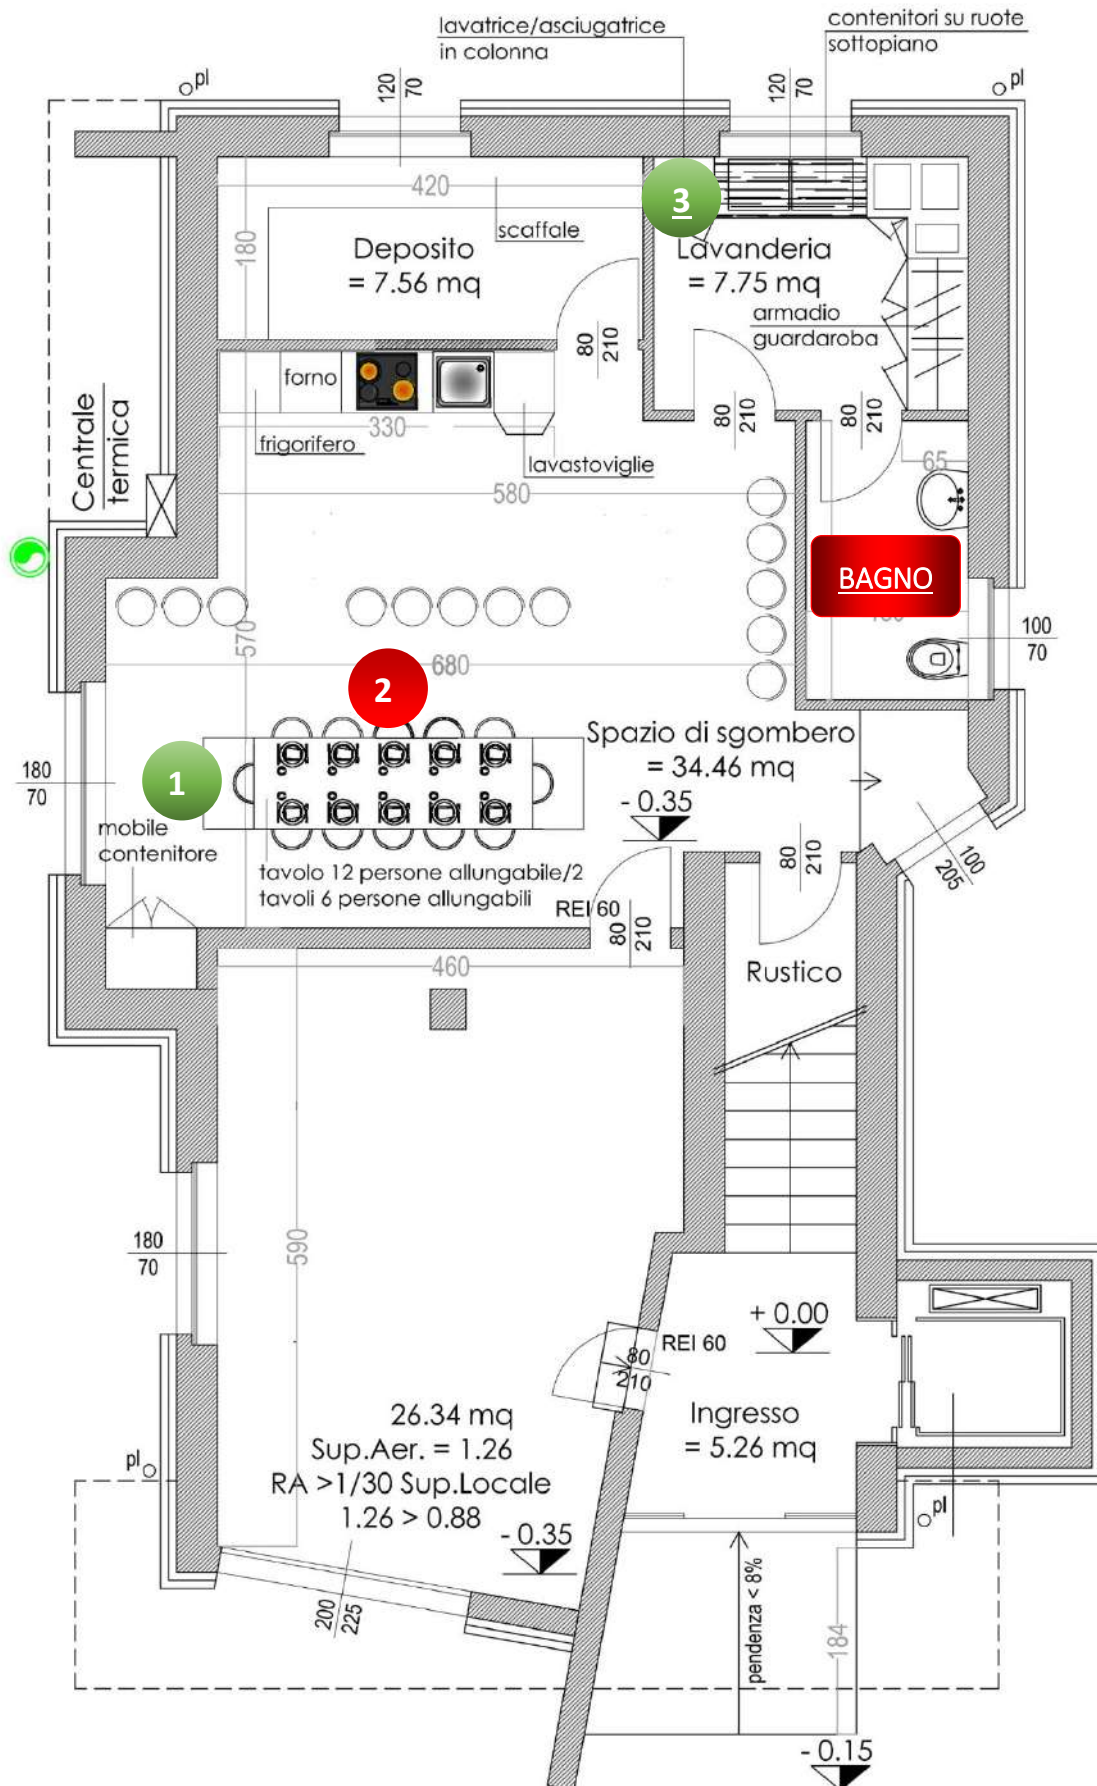 lavatrice/asciugatrice
in colonna
contenitori su ruote
sottopiano
pl
120
70
120
70
pl
420
3
scaffale
180
Deposito
= 7.56 mq
Lavanderia
= 7.75 mq
armadio
guardaroba
80
210
forno
Centrale
termica
330
frigorifero
80
210
80
210
lavastoviglie
65
580
BAGNO
100
70
570
680
2
Spazio di sgombero
= 34.46 mq
180
70
1
- 0.35
mobile
contenitore
tavolo 12 persone allungabile/2
tavoli 6 persone allungabili
80
210
100
205
REI 60
80
210
460
Rustico
590
180
70
+ 0.00
REI 60
80
210
26.34 mq
Sup.Aer. = 1.26
RA >1/30 Sup.Locale
1.26 > 0.88
Ingresso
= 5.26 mq
pl
- 0.35
pl
200
225
pendenza < 8%
184
- 0.15